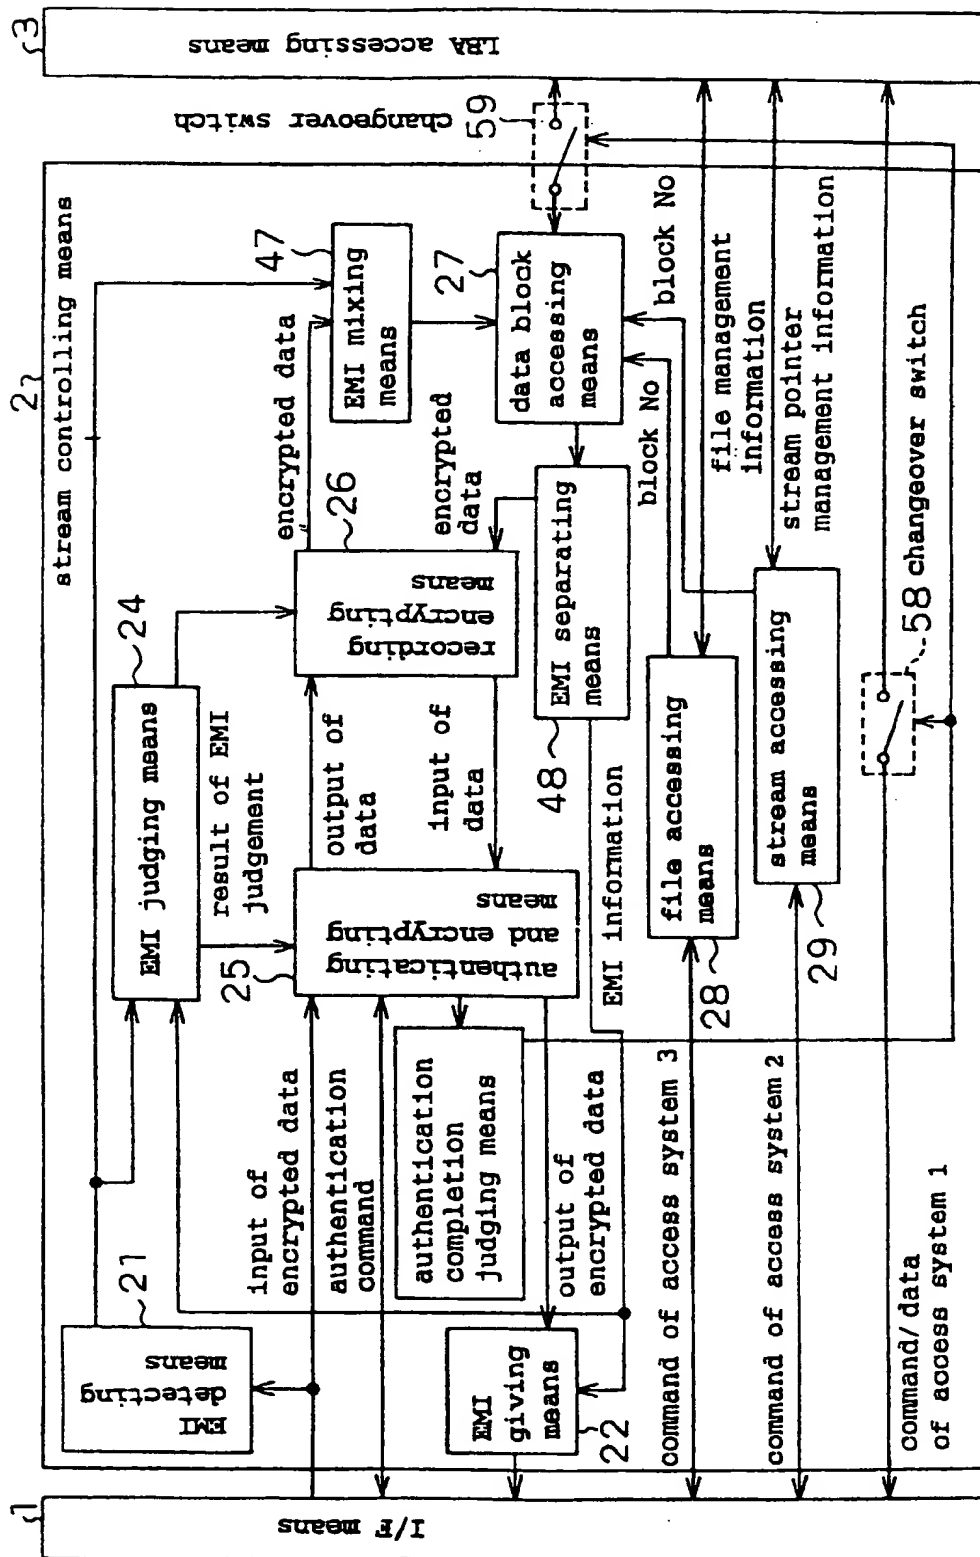 1
I/F means
2
stream controlling means
3
LBA accessing means
EMI
detecting
means
21
EMI judging means
24
result of EMI
judgement
input of
encrypted data
authentication
command
25
authenticating
and encrypting
means
output of
data
input of
data
recording
encrypting
means
26
encrypted data
encrypted
data
EMI mixing
means
47
data block
accessing
means
27
changeover switch
59
authentication
completion
judging means
output of
encrypted data
EMI
giving
means
22
EMI information
EMI separating
means
48
block No
block No
command of access system 3
file accessing
means
28
file management
information
command of access system 2
stream accessing
means
29
stream pointer
management information
command/data
of access system 1
58 changeover switch